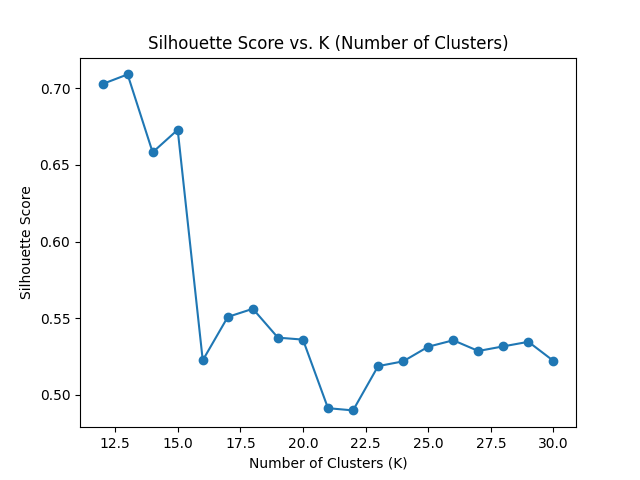 Silhouette Score vs. K (Number of Clusters)
0.70
0.65
0.60
0.55
0.50
Silhouette Score
12.5 15.0 17.5 20.0 22.5 25.0 27.5 30.0
Number of Clusters (K)